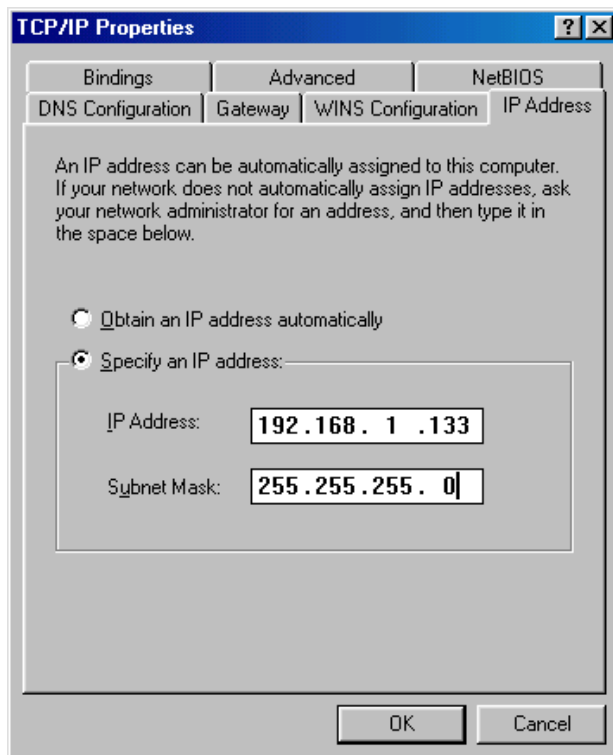 TCP/IP Properties
? X
Bindings Advanced NetBIOS
DNS Configuration Gateway WINS Configuration IP Address
An IP address can be automatically assigned to this computer.
If your network does not automatically assign IP addresses, ask
your network administrator for an address, and then type it in
the space below.
Obtain an IP address automatically
Specify an IP address:
IP Address: 192.168. 1 .133
Subnet Mask: 255.255.255. 0
OK Cancel